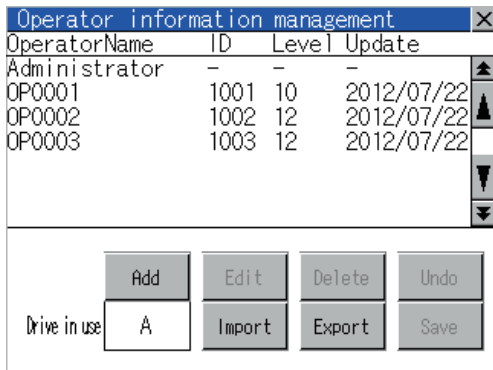 Operator information management ×
OperatorName ID Level Update
Administrator - - -
OP0001 1001 10 2012/07/22
OP0002 1002 12 2012/07/22
OP0003 1003 12 2012/07/22
Add Edit Delete Undo
Drive in use A Import Export Save